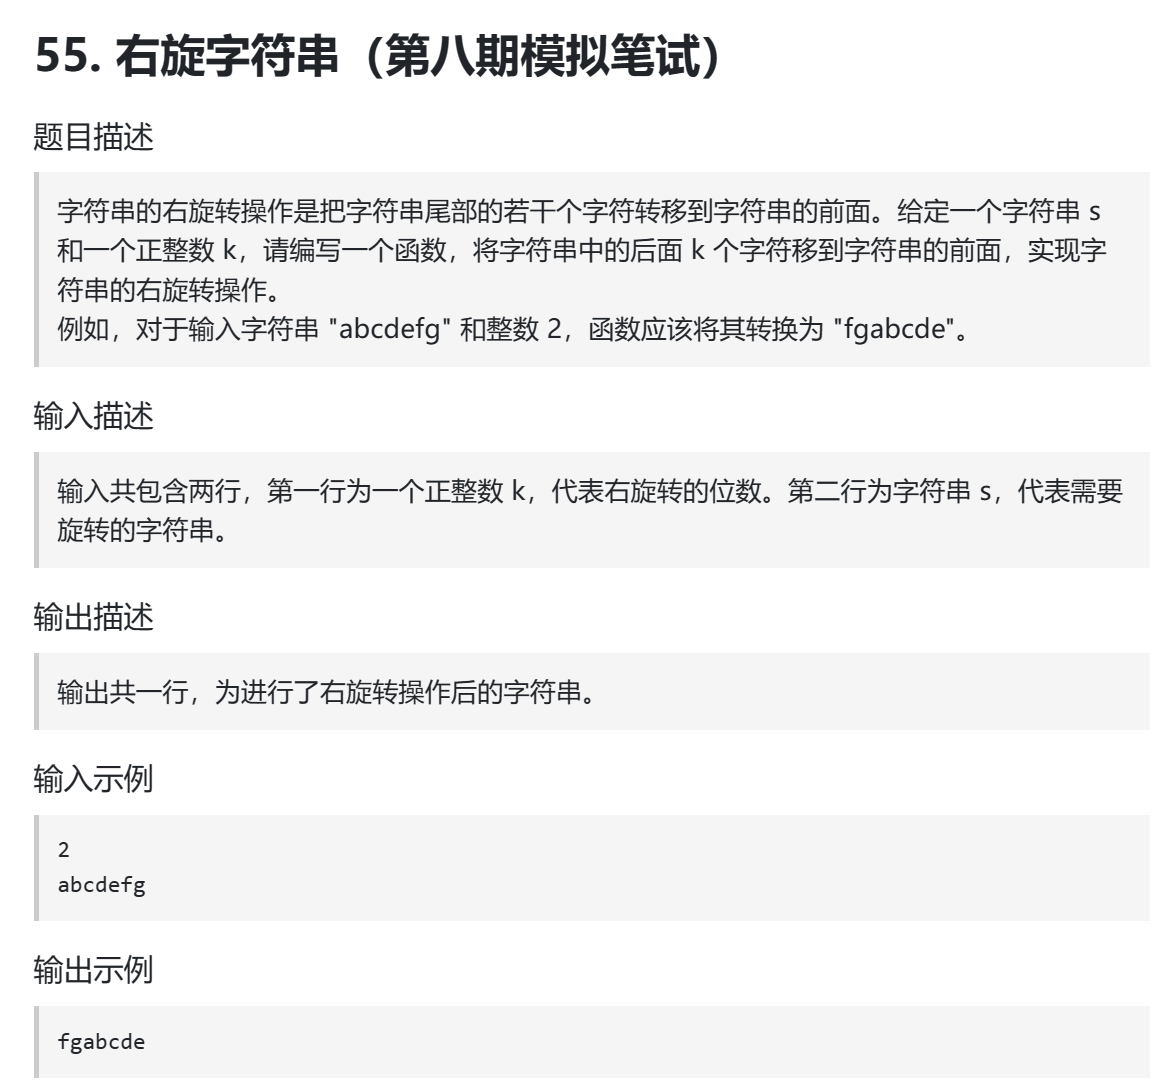 55. 右旋字符串（第八期模拟笔试）
题目描述
字符串的右旋转操作是把字符串尾部的若干个字符转移到字符串的前面。给定一个字符串 s
和一个正整数 k，请编写一个函数，将字符串中的后面 k 个字符移到字符串的前面，实现字
符串的右旋转操作。
例如，对于输入字符串 "abcdefg" 和整数 2，函数应该将其转换为 "fgabcde"。
输入描述
输入共包含两行，第一行为一个正整数 k，代表右旋转的位数。第二行为字符串 s，代表需要
旋转的字符串。
输出描述
输出共一行，为进行了右旋转操作后的字符串。
输入示例
2
abcdefg
输出示例
fgabcde